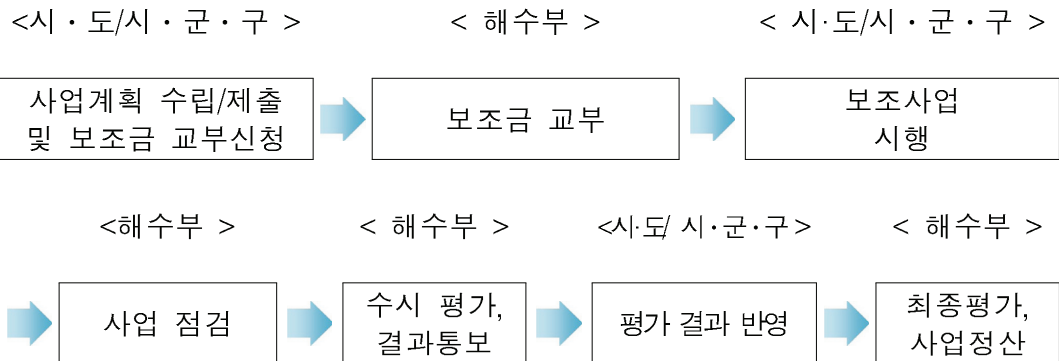 <시・도/시・군・구>
< 해수부 >
< 시·도/시・군・구 >
사업계획 수립/제출
및 보조금 교부신청
보조금 교부
보조사업
시행
<해수부 >
< 해수부 >
<시·도/ 시・군・구>
< 해수부 >
사업 점검
수시 평가,
결과통보
평가 결과 반영
최종평가,
사업정산